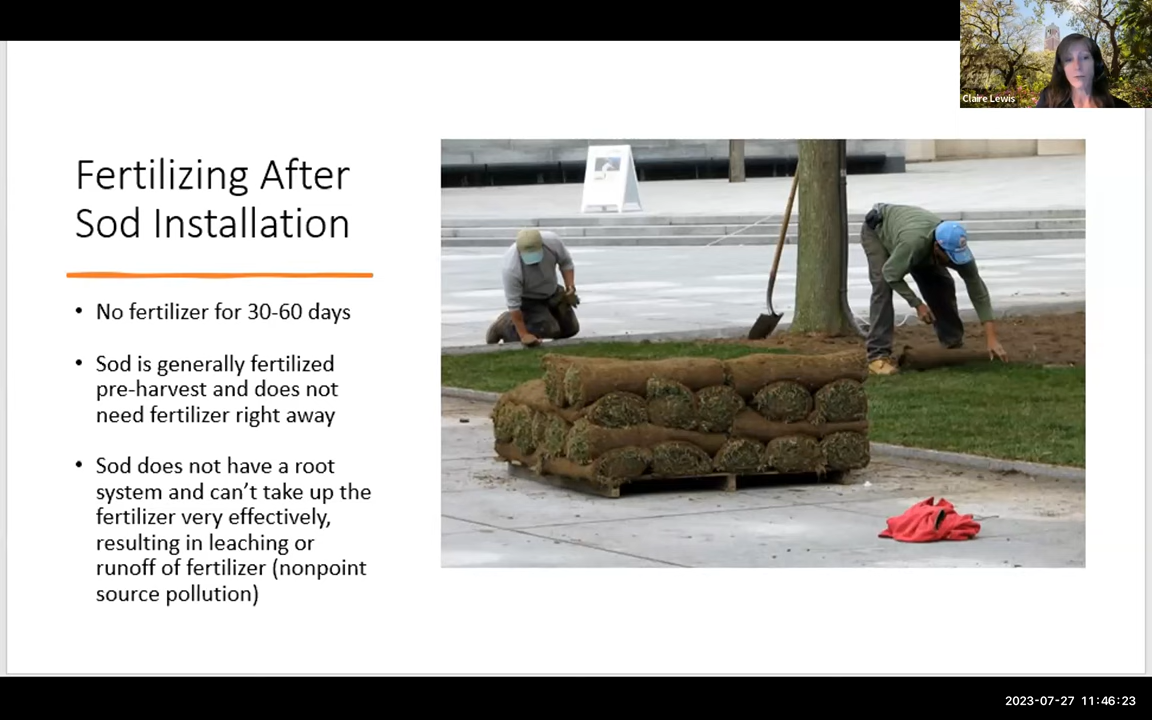 Claire Lewis
Fertilizing After
Sod Installation
• No fertilizer for 30-60 days
• Sod is generally fertilized
pre-harvest and does not
need fertilizer right away
• Sod does not have a root
system and can’t take up the
fertilizer very effectively,
resulting in leaching or
runoff of fertilizer (nonpoint
source pollution)
2023-07-27 11:46:23